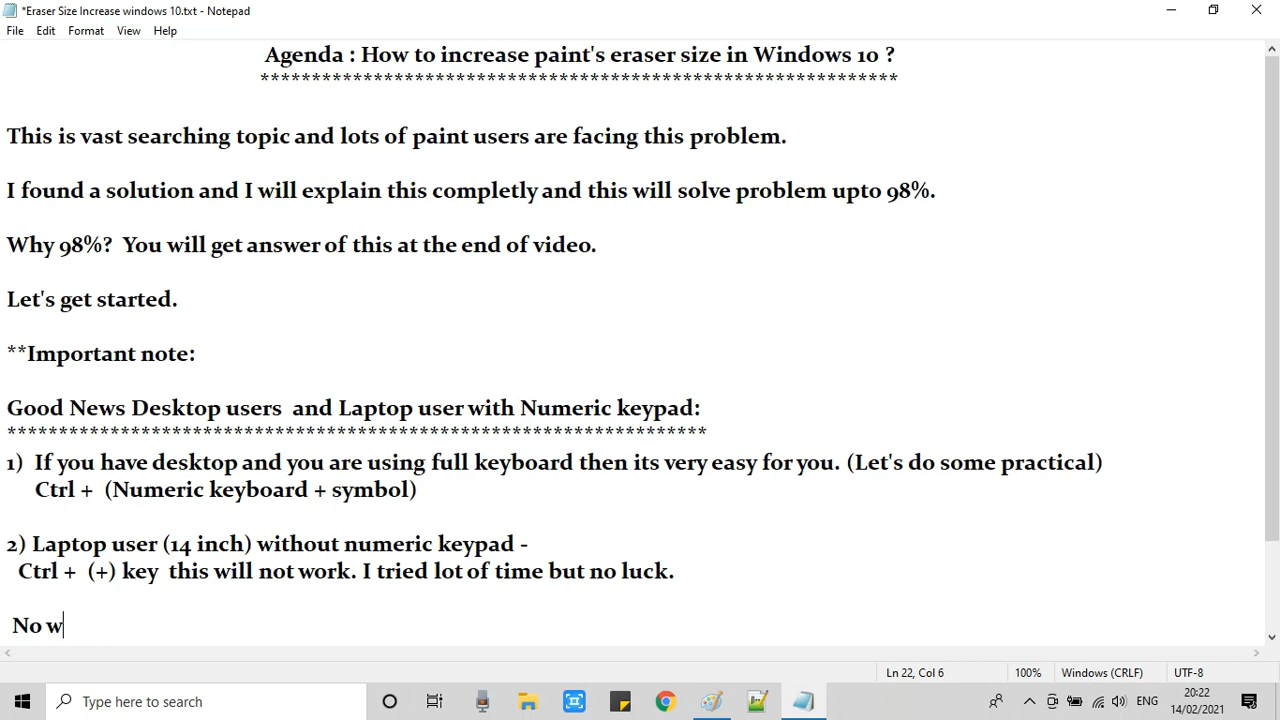 *Eraser Size Increase windows 10.txt - Notepad
File Edit Format View Help
Agenda : How to increase paint's eraser size in Windows 10 ?
**************************************************************
This is vast searching topic and lots of paint users are facing this problem.
I found a solution and I will explain this completly and this will solve problem upto 98%.
Why 98%?  You will get answer of this at the end of video.
Let's get started.
**Important note:
Good News Desktop users  and Laptop user with Numeric keypad:
********************************************************************
1)  If you have desktop and you are using full keyboard then its very easy for you. (Let's do some practical)
Ctrl +  (Numeric keyboard + symbol)
2) Laptop user (14 inch) without numeric keypad -
Ctrl +  (+) key  this will not work. I tried lot of time but no luck.
No w
Ln 22, Col 6 100% Windows (CRLF) UTF-8
Type here to search ENG 20:22
14/02/2021